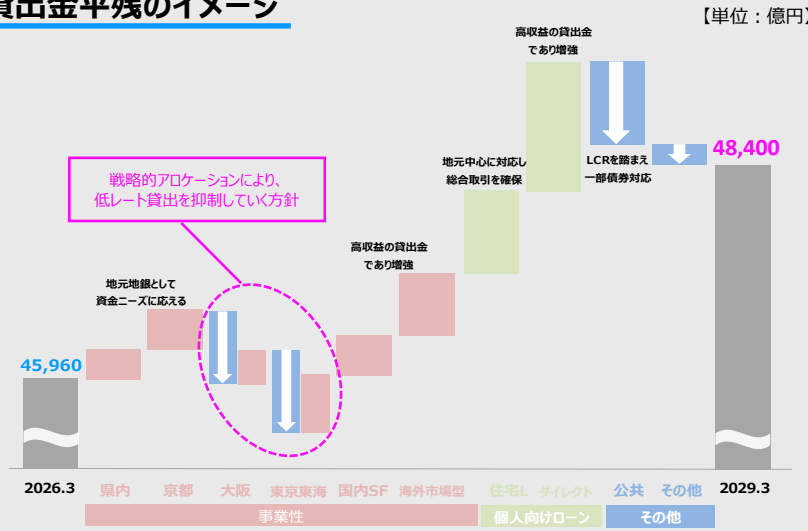 貸出金平残のイメージ
【単位：億円】
高収益の貸出金
であり増強
48,400
地元中心に対応し
総合取引を確保
LCRを踏まえ
一部債券対応
戦略的アロケーションにより、
低レート貸出を抑制していく方針
高収益の貸出金
であり増強
地元地銀として
資金ニーズに応える
45,960
2026.3 県内 京都 大阪 東京東海 国内SF 海外市場型 住宅L ダイレクト 公共 その他 2029.3
事業性 個人向けローン その他